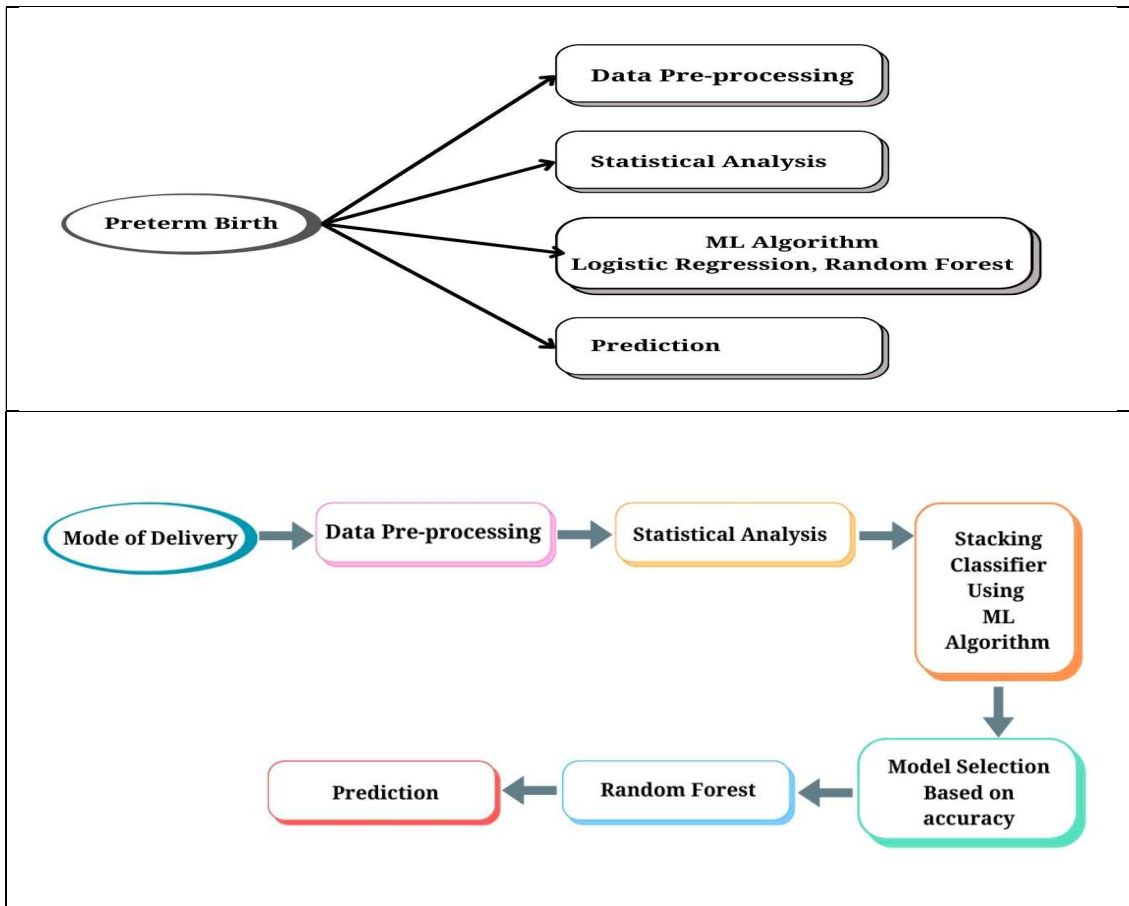 Data Pre-processing
Statistical Analysis
Preterm Birth
ML Algorithm
Logistic Regression, Random Forest
Prediction
Mode of Delivery
Data Pre-processing
Statistical Analysis
Stacking
Classifier
Using
ML
Algorithm
Model Selection
Based on
accuracy
Random Forest
Prediction